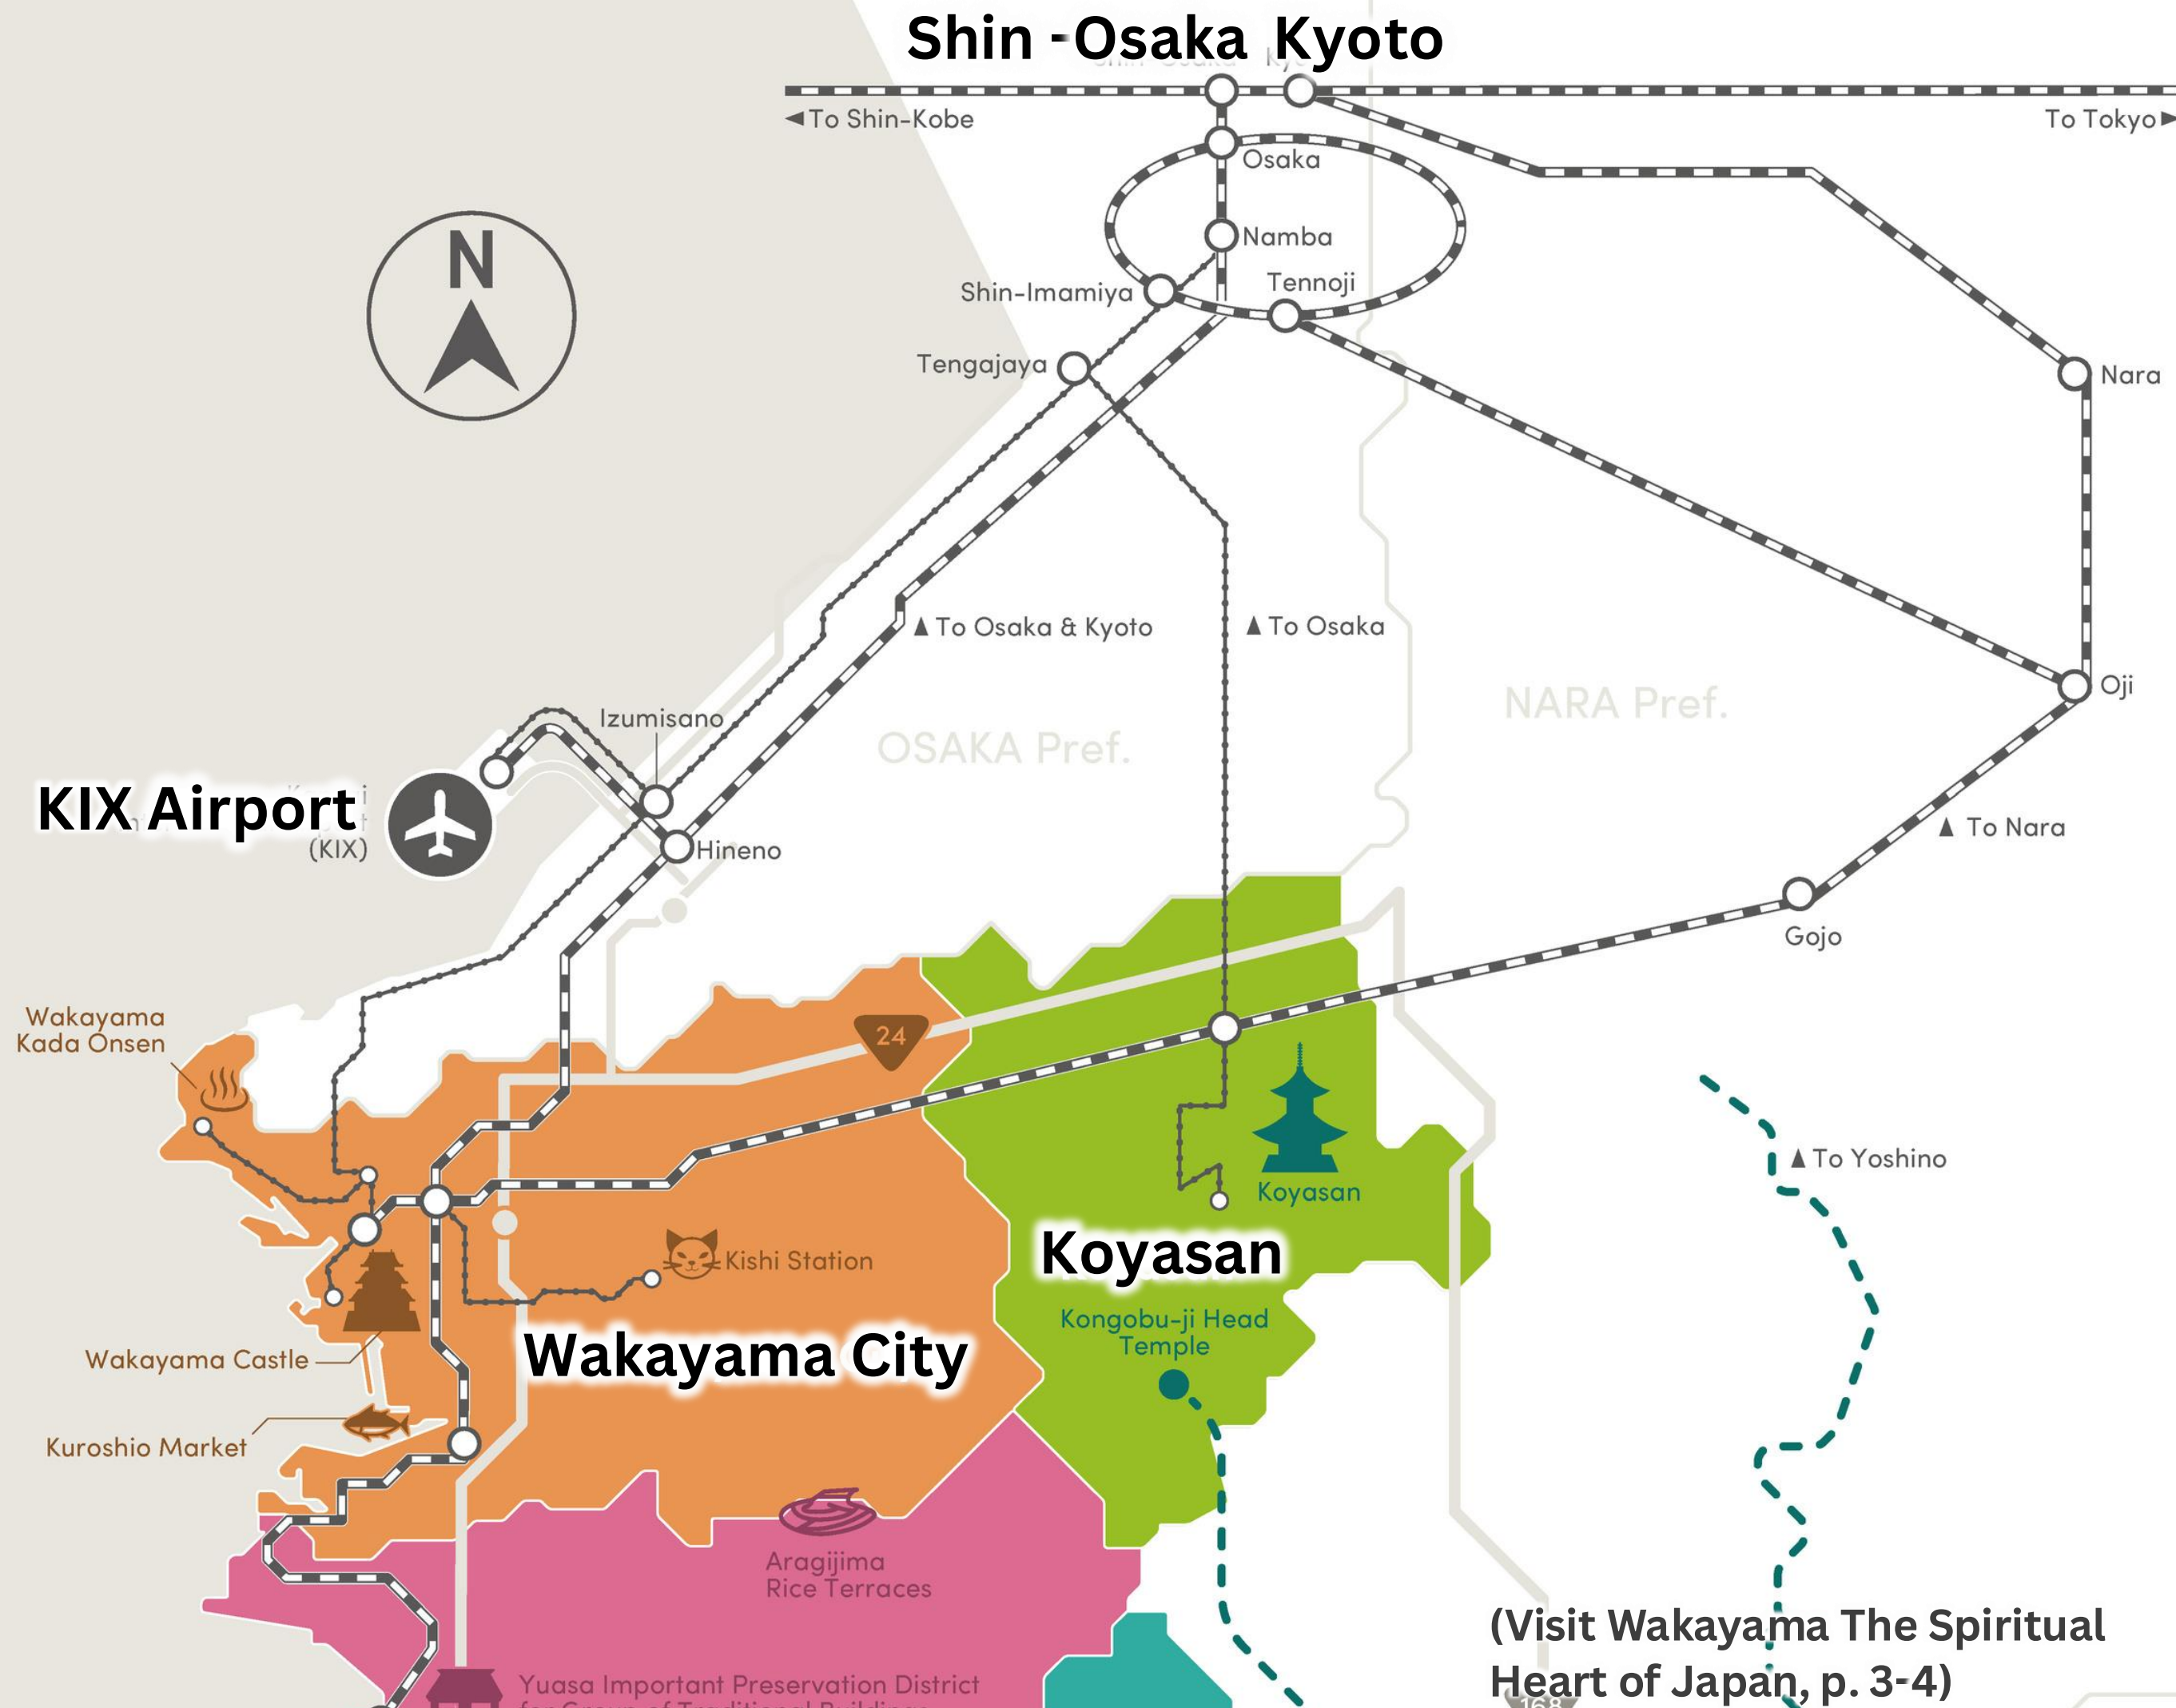 Shin -Osaka Kyoto
◄To Shin-Kobe
To Tokyo►
Osaka
N
Namba
Tennoji
Shin-Imamiya
Tengajaya
Nara
▲To Osaka & Kyoto
▲To Osaka
Oji
NARA Pref.
Izumisano
OSAKA Pref.
KIX Airport
(KIX)
Hineno
▲ To Nara
Gojo
Wakayama
Kada Onsen
24
▲To Yoshino
Koyasan
Koyasan
Kishi Station
Kongobu-ji Head
Temple
Wakayama City
Wakayama Castle
Kuroshio Market
Aragijima
Rice Terraces
(Visit Wakayama The Spiritual
Heart of Japan, p. 3-4)
Yuasa Important Preservation District
168